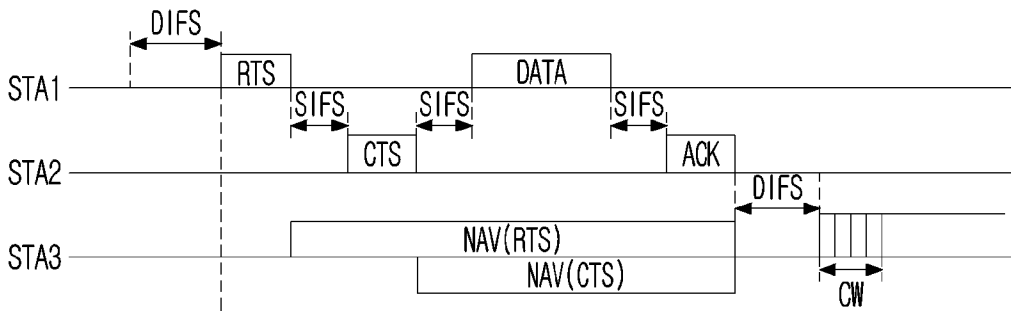 DIFS
STA1
RTS
DATA
SIFS
SIFS
SIFS
STA2
CTS
ACK
DIFS
STA3
NAV(RTS)
NAV(CTS)
CW